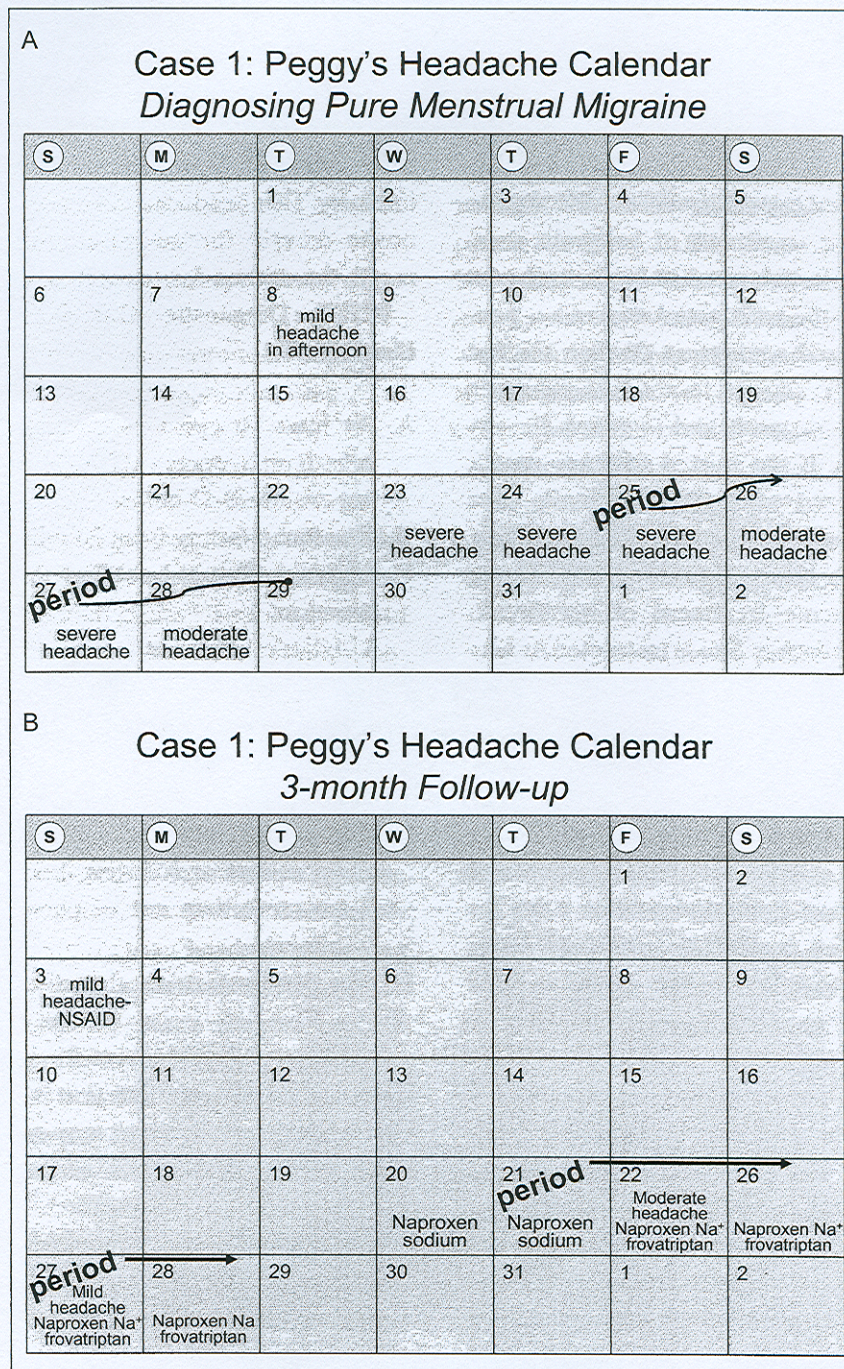 A
Case 1: Peggy's Headache Calendar
Diagnosing Pure Menstrual Migraine
S M T W T F S
1 2 3 4 5
6 7 8 9 10 11 12
mild
headache
in afternoon
13 14 15 16 17 18 19
20 21 22 23 24 25 26
period
severe
headache
severe
headache
severe
headache
moderate
headache
27 28 29 30 31 1 2
period
severe
headache
moderate
headache
B
Case 1: Peggy's Headache Calendar
3-month Follow-up
S M T W T F S
1 2
3 4 5 6 7 8 9
mild
headache-
NSAID
10 11 12 13 14 15 16
17 18 19 20 21 22 26
period
Naproxen
sodium
Naproxen
sodium
Moderate
headache
Naproxen Na+
frovatriptan
Naproxen Na+
frovatriptan
27 28 29 30 31 1 2
period
Mild
headache
Naproxen Na+
frovatriptan
Naproxen Na
frovatriptan